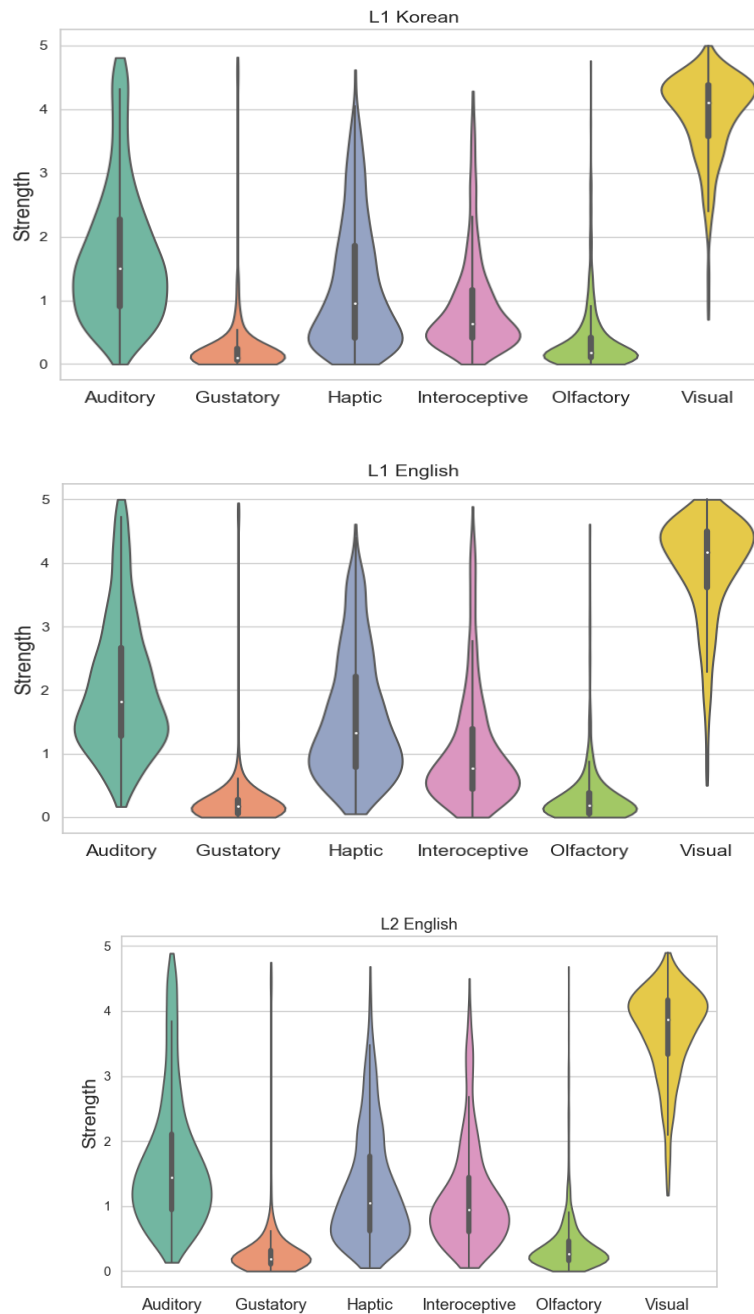 L1 Korean
5
4
3
2
1
0
Strength
Auditory Gustatory Haptic Interoceptive Olfactory Visual
L1 English
5
4
3
2
1
0
Strength
Auditory Gustatory Haptic Interoceptive Olfactory Visual
L2 English
5
4
3
2
1
0
Strength
Auditory Gustatory Haptic Interoceptive Olfactory Visual